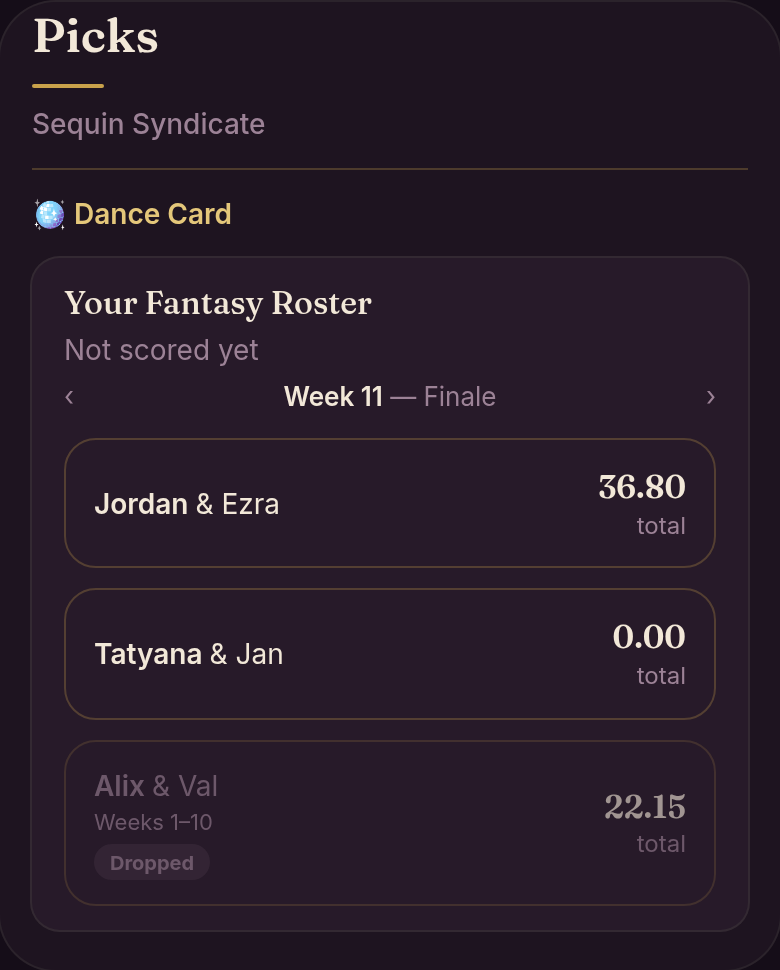 Picks
Sequin Syndicate
Dance Card
Your Fantasy Roster
Not scored yet
‹ Week 11 — Finale ›
Jordan & Ezra
36.80
total
Tatyana & Jan
0.00
total
Alix & Val
Weeks 1–10
Dropped
22.15
total